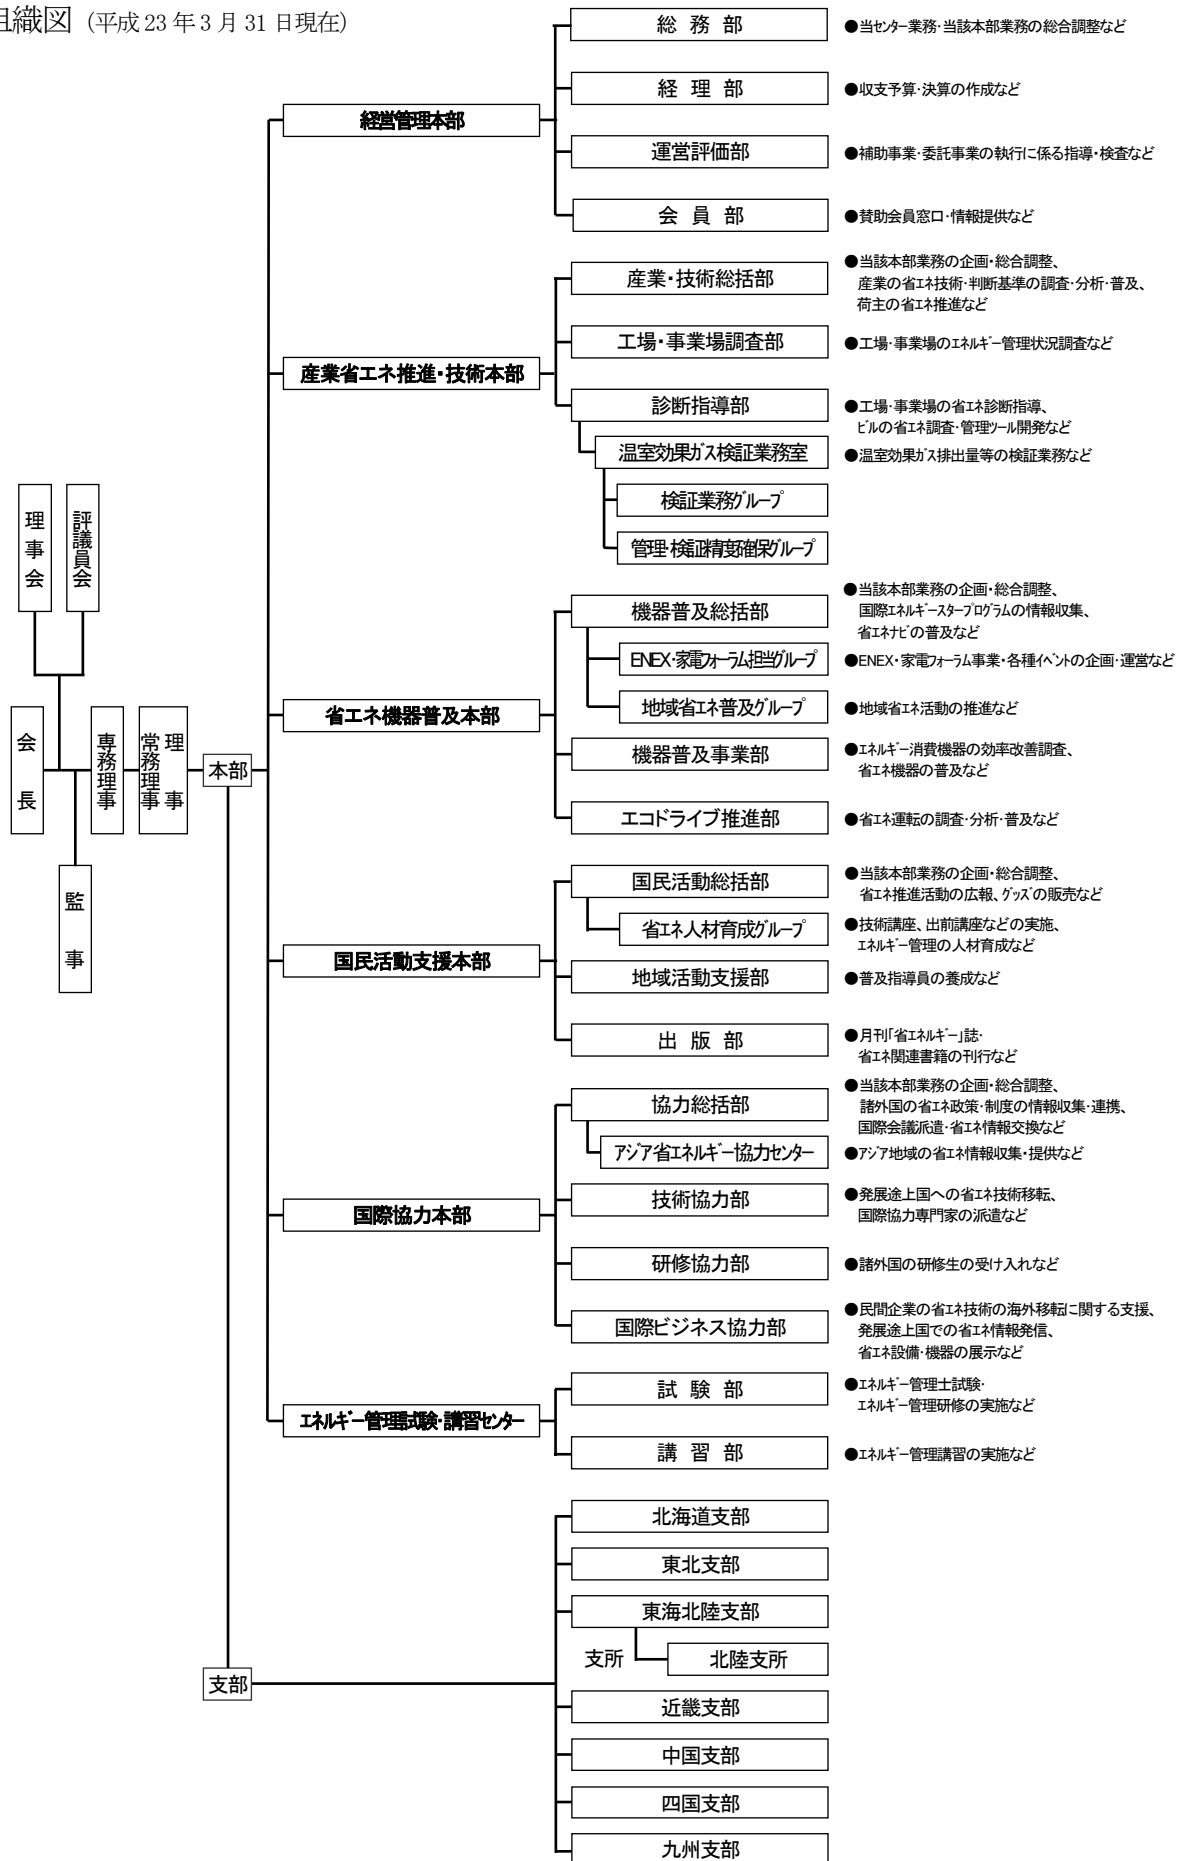 組織図 (平成 23 年 3 月 31 日現在)
理事会
評議員会
会長
専務理事
常務理事
理事
監事
本部
経営管理本部
総務部
●当センター業務・当該本部業務の総合調整など
経理部
●収支予算・決算の作成など
運営評価部
●補助事業・委託事業の執行に係る指導・検査など
会員部
●賛助会員窓口・情報提供など
産業省エネ推進・技術本部
産業・技術総括部
●当該本部業務の企画・総合調整、
産業の省エネ技術・判断基準の調査・分析・普及、
荷主の省エネ推進など
工場・事業場調査部
●工場・事業場のエネルギー管理状況調査など
診断指導部
●工場・事業場の省エネ診断指導、
ビルの省エネ調査・管理ツール開発など
温室効果ガス検証業務室
●温室効果ガス排出量等の検証業務など
検証業務グループ
管理・検証精度確保グループ
省エネ機器普及本部
機器普及総括部
●当該本部業務の企画・総合調整、
国際エネルギースタープログラムの情報収集、
省エネナビの普及など
ENEX・家電フォーラム担当グループ
●ENEX・家電フォーラム事業・各種イベントの企画・運営など
地域省エネ普及グループ
●地域省エネ活動の推進など
機器普及事業部
●エネルギー消費機器の効率改善調査、
省エネ機器の普及など
エコドライブ推進部
●省エネ運転の調査・分析・普及など
国民活動支援本部
国民活動総括部
●当該本部業務の企画・総合調整、
省エネ推進活動の広報、グッズの販売など
省エネ人材育成グループ
●技術講座、出前講座などの実施、
エネルギー管理の人材育成など
地域活動支援部
●普及指導員の養成など
出版部
●月刊「省エネルギー」誌・
省エネ関連書籍の刊行など
国際協力本部
協力総括部
●当該本部業務の企画・総合調整、
諸外国の省エネ政策・制度の情報収集・連携、
国際会議派遣・省エネ情報交換など
アジア省エネルギー協力センター
●アジア地域の省エネ情報収集・提供など
技術協力部
●発展途上国への省エネ技術移転、
国際協力専門家の派遣など
研修協力部
●諸外国の研修生の受け入れなど
国際ビジネス協力部
●民間企業の省エネ技術の海外移転に関する支援、
発展途上国での省エネ情報発信、
省エネ設備・機器の展示など
エネルギー管理試験・講習センター
試験部
●エネルギー管理士試験・
エネルギー管理研修の実施など
講習部
●エネルギー管理講習の実施など
支部
北海道支部
東北支部
東海北陸支部
支所 北陸支所
近畿支部
中国支部
四国支部
九州支部